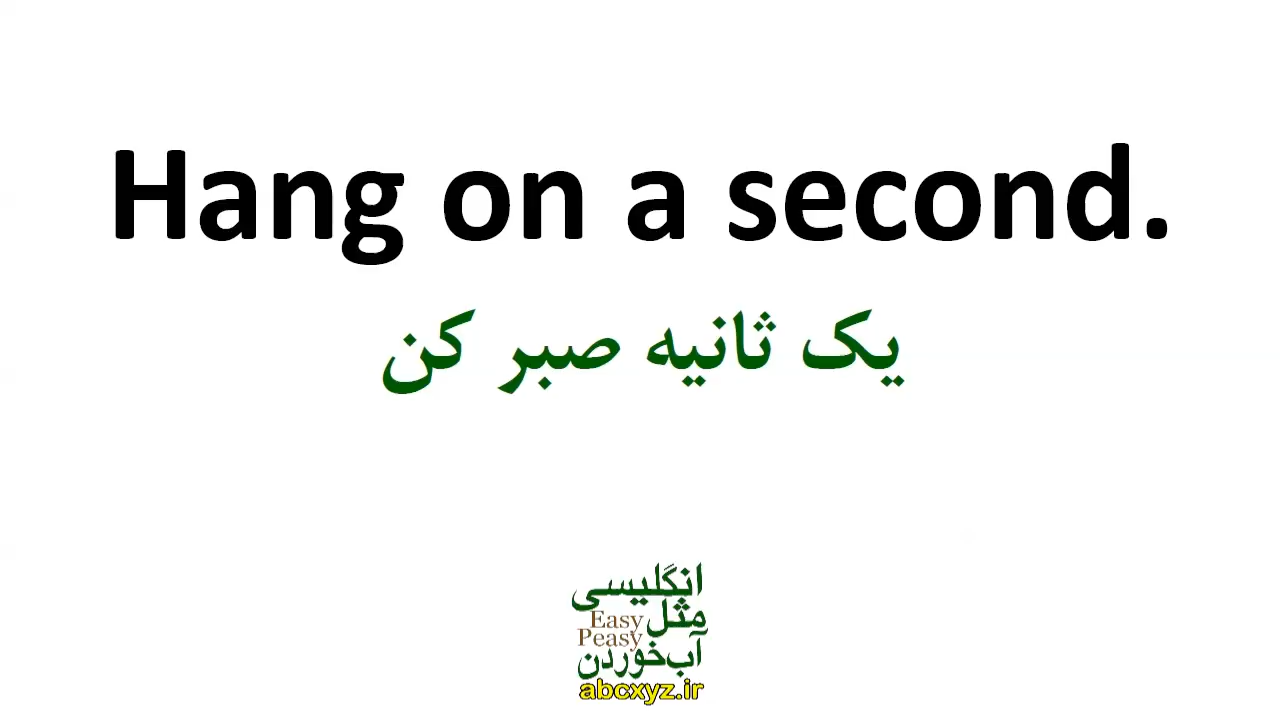 Hang on a second.
یک ثانیه صبر کن
انگلیسی
مثل
Easy
Peasy
آب‌خوردن
abcxyz.ir